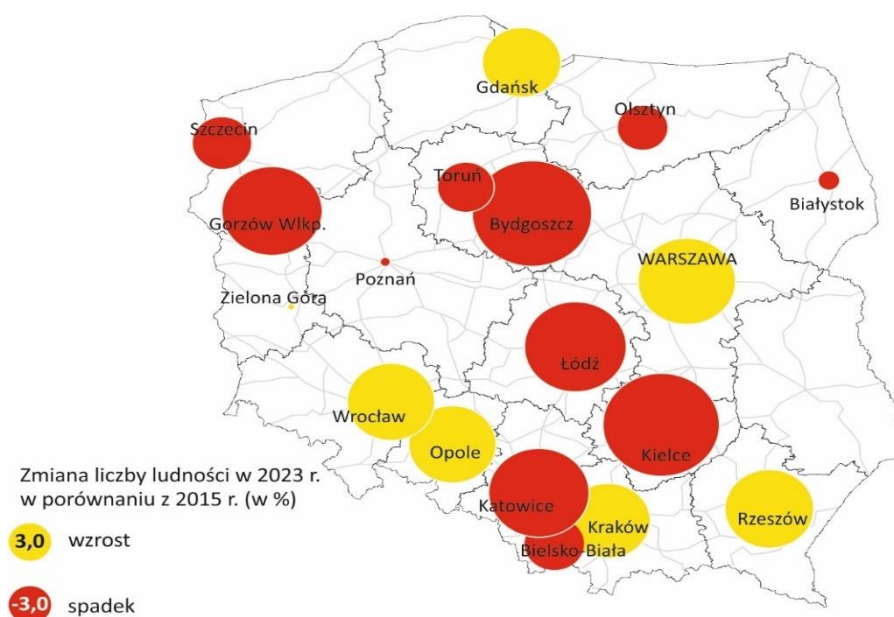 Gdańsk
Olsztyn
Szczecin
Toruń
Białystok
Gorzów Wlkp.
Bydgoszcz
WARSZAWA
Poznań
Zielona Góra
Łódź
Wrocław
Opole
Kielce
Zmiana liczby ludności w 2023 r.
w porównaniu z 2015 r. (w %)
Katowice
Rzeszów
Kraków
3,0 wzrost
Bielsko-Biała
-3,0 spadek